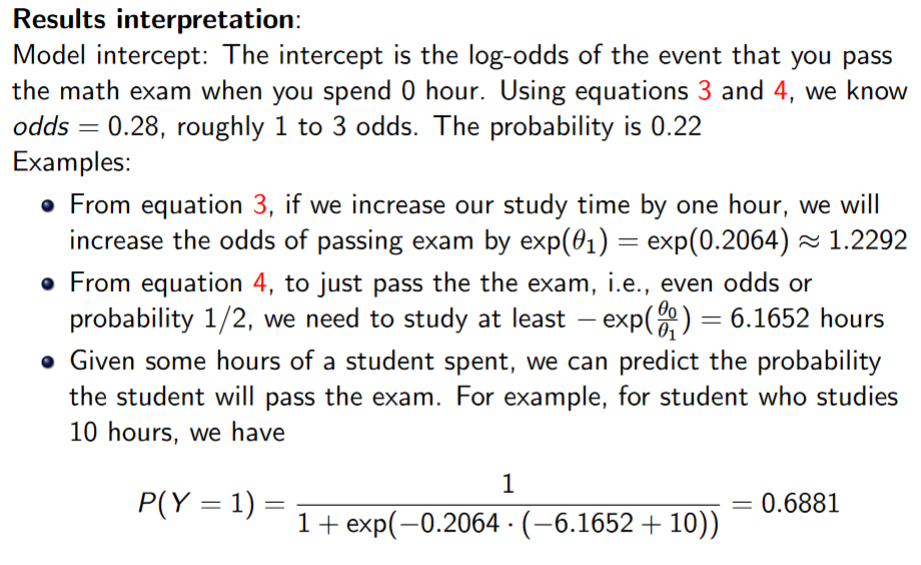 Results interpretation:
Model intercept: The intercept is the log-odds of the event that you pass
the math exam when you spend 0 hour. Using equations 3 and 4, we know
odds = 0.28, roughly 1 to 3 odds. The probability is 0.22
Examples:
• From equation 3, if we increase our study time by one hour, we will
increase the odds of passing exam by exp(θ₁) = exp(0.2064) ≈ 1.2292
• From equation 4, to just pass the the exam, i.e., even odds or
probability 1/2, we need to study at least − exp(θ₀/θ₁) = 6.1652 hours
• Given some hours of a student spent, we can predict the probability
the student will pass the exam. For example, for student who studies
10 hours, we have
P(Y = 1) = 1 / (1 + exp(−0.2064 · (−6.1652 + 10))) = 0.6881